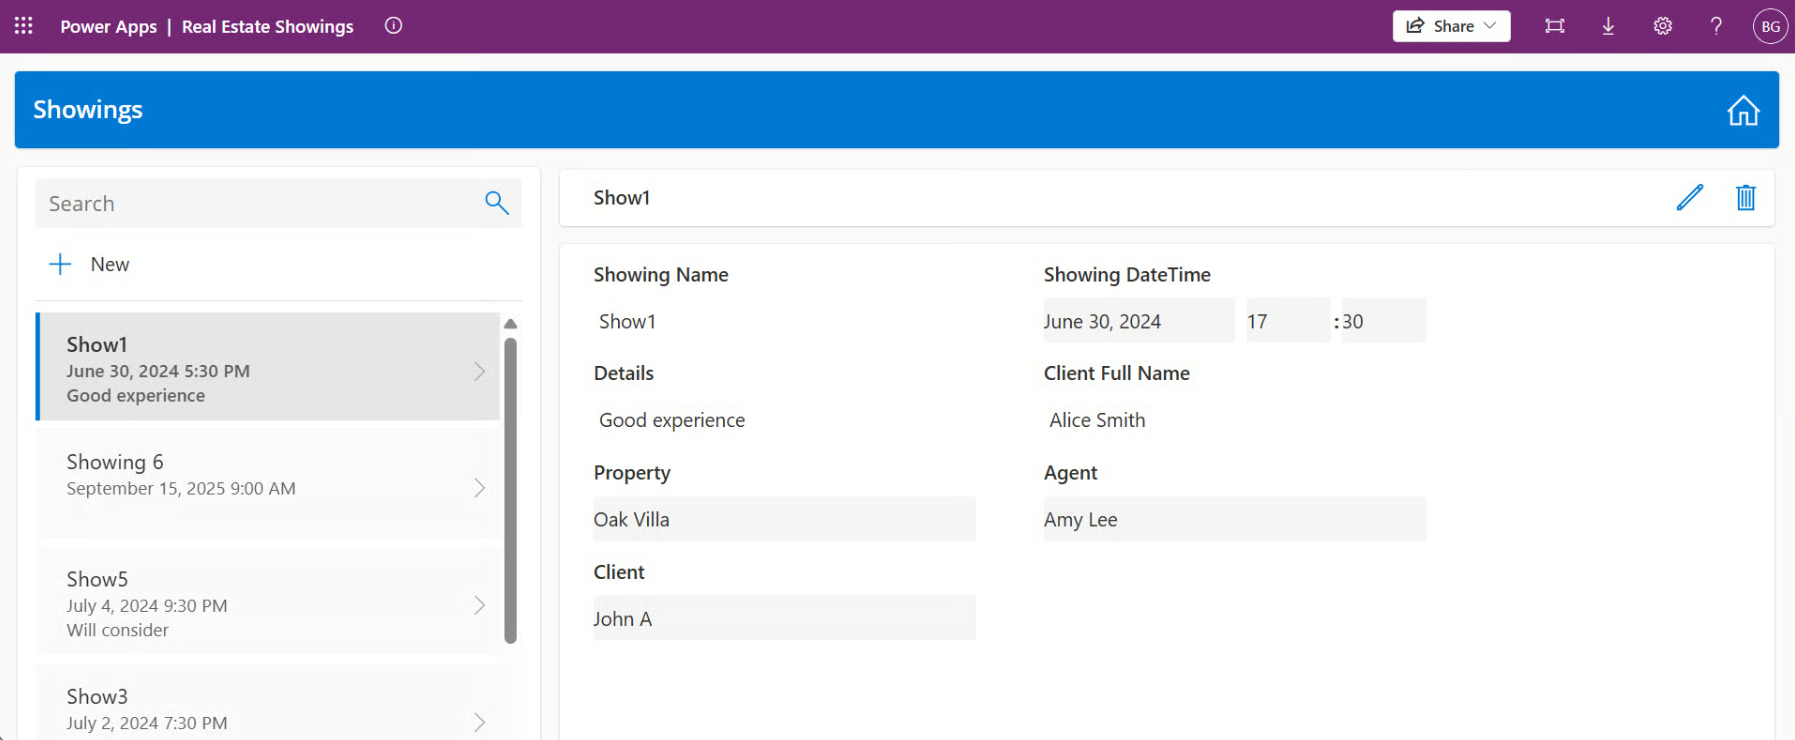 Power Apps | Real Estate Showings
Share
?
BG
Showings
Search
New
Show1
June 30, 2024 5:30 PM
Good experience
Showing 6
September 15, 2025 9:00 AM
Show5
July 4, 2024 9:30 PM
Will consider
Show3
July 2, 2024 7:30 PM
Show1
Showing Name
Show1
Showing DateTime
June 30, 2024 17 :30
Details
Good experience
Client Full Name
Alice Smith
Property
Oak Villa
Agent
Amy Lee
Client
John A